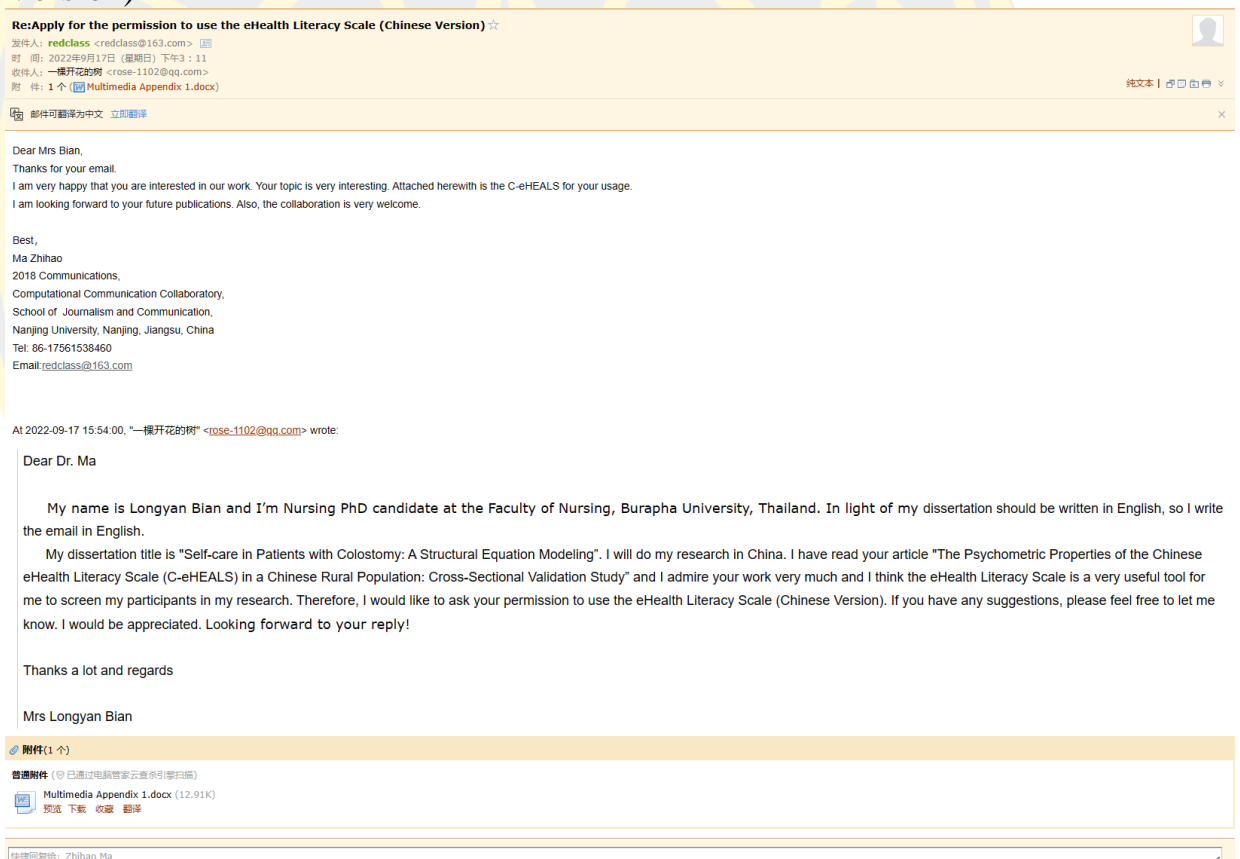 Re:Apply for the permission to use the eHealth Literacy Scale (Chinese Version)
发件人: redclass <redclass@163.com>
时 间: 2022年9月17日 (星期日) 下午3 : 11
收件人: 一棵开花的树 <rose-1102@qq.com>
附 件: 1 个 (Multimedia Appendix 1.docx)
纯文本 |
邮件可翻译为中文 立即翻译
Dear Mrs Bian,
Thanks for your email.
I am very happy that you are interested in our work. Your topic is very interesting. Attached herewith is the C-eHEALS for your usage.
I am looking forward to your future publications. Also, the collaboration is very welcome.
Best,
Ma Zhihao
2018 Communications,
Computational Communication Collaboratory,
School of Journalism and Communication,
Nanjing University, Nanjing, Jiangsu, China
Tel: 86-17561538460
Email:redclass@163.com
At 2022-09-17 15:54:00, "一棵开花的树" <rose-1102@qq.com> wrote:
Dear Dr. Ma
My name is Longyan Bian and I'm Nursing PhD candidate at the Faculty of Nursing, Burapha University, Thailand. In light of my dissertation should be written in English, so I write
the email in English.
My dissertation title is "Self-care in Patients with Colostomy: A Structural Equation Modeling”. I will do my research in China. I have read your article "The Psychometric Properties of the Chinese
eHealth Literacy Scale (C-eHEALS) in a Chinese Rural Population: Cross-Sectional Validation Study” and I admire your work very much and I think the eHealth Literacy Scale is a very useful tool for
me to screen my participants in my research. Therefore, I would like to ask your permission to use the eHealth Literacy Scale (Chinese Version). If you have any suggestions, please feel free to let me
know. I would be appreciated. Looking forward to your reply!
Thanks a lot and regards
Mrs Longyan Bian
附件(1 个)
普通附件 (已通过电脑管家云查杀引擎扫描)
Multimedia Appendix 1.docx (12.91K)
预览 下载 收藏 翻译
快捷回复给: Zhihao Ma